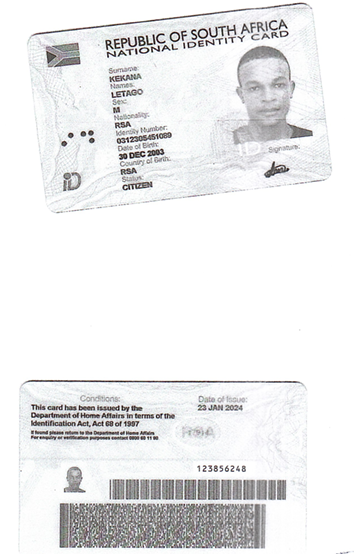 REPUBLIC OF SOUTH AFRICA
NATIONAL IDENTITY CARD
Surname:
KEKANA
Names:
LETAGO
Sex:
M
Nationality:
RSA
Identity Number:
0312305451089
Date of Birth:
30 DEC 2003
Country of Birth:
RSA
Status:
CITIZEN
Signature:
iD
Conditions:
This card has been issued by the
Department of Home Affairs in terms of the
Identification Act, Act 68 of 1997
If found please return to the Department of Home Affairs
For enquiry or verification purposes contact 0800 60 11 90
Date of Issue:
23 JAN 2024
123856248